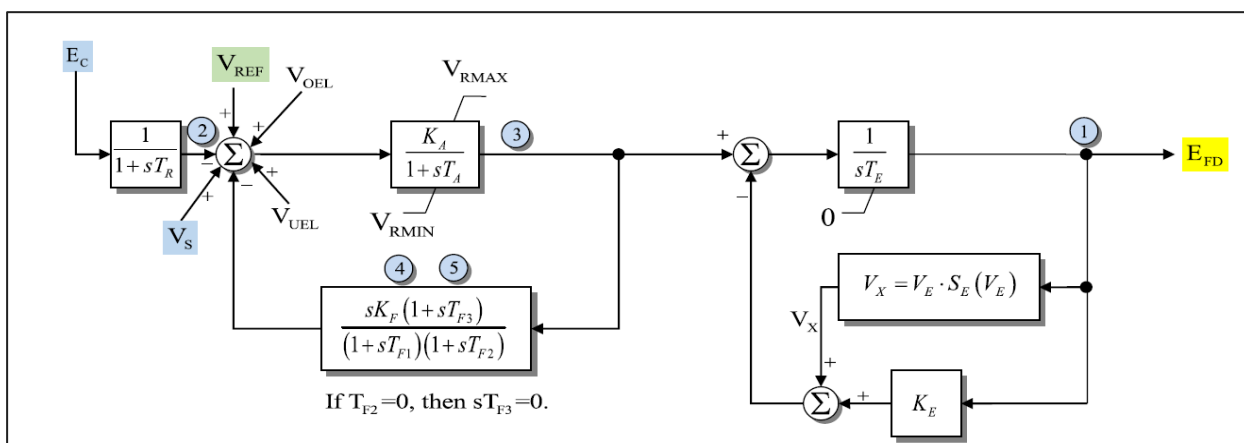 E_C
V_REF
V_OEL
V_RMAX
1 / (1 + sT_R)
2
+
+
−
Σ
+
−
+
V_S
V_UEL
K_A / (1 + sT_A)
3
V_RMIN
+
Σ
−
1 / (sT_E)
0
1
E_FD
4
5
sK_F(1+sT_F3) / (1+sT_F1)(1+sT_F2)
If T_F2=0, then sT_F3=0.
V_X = V_E · S_E(V_E)
V_X
+
Σ
+
K_E